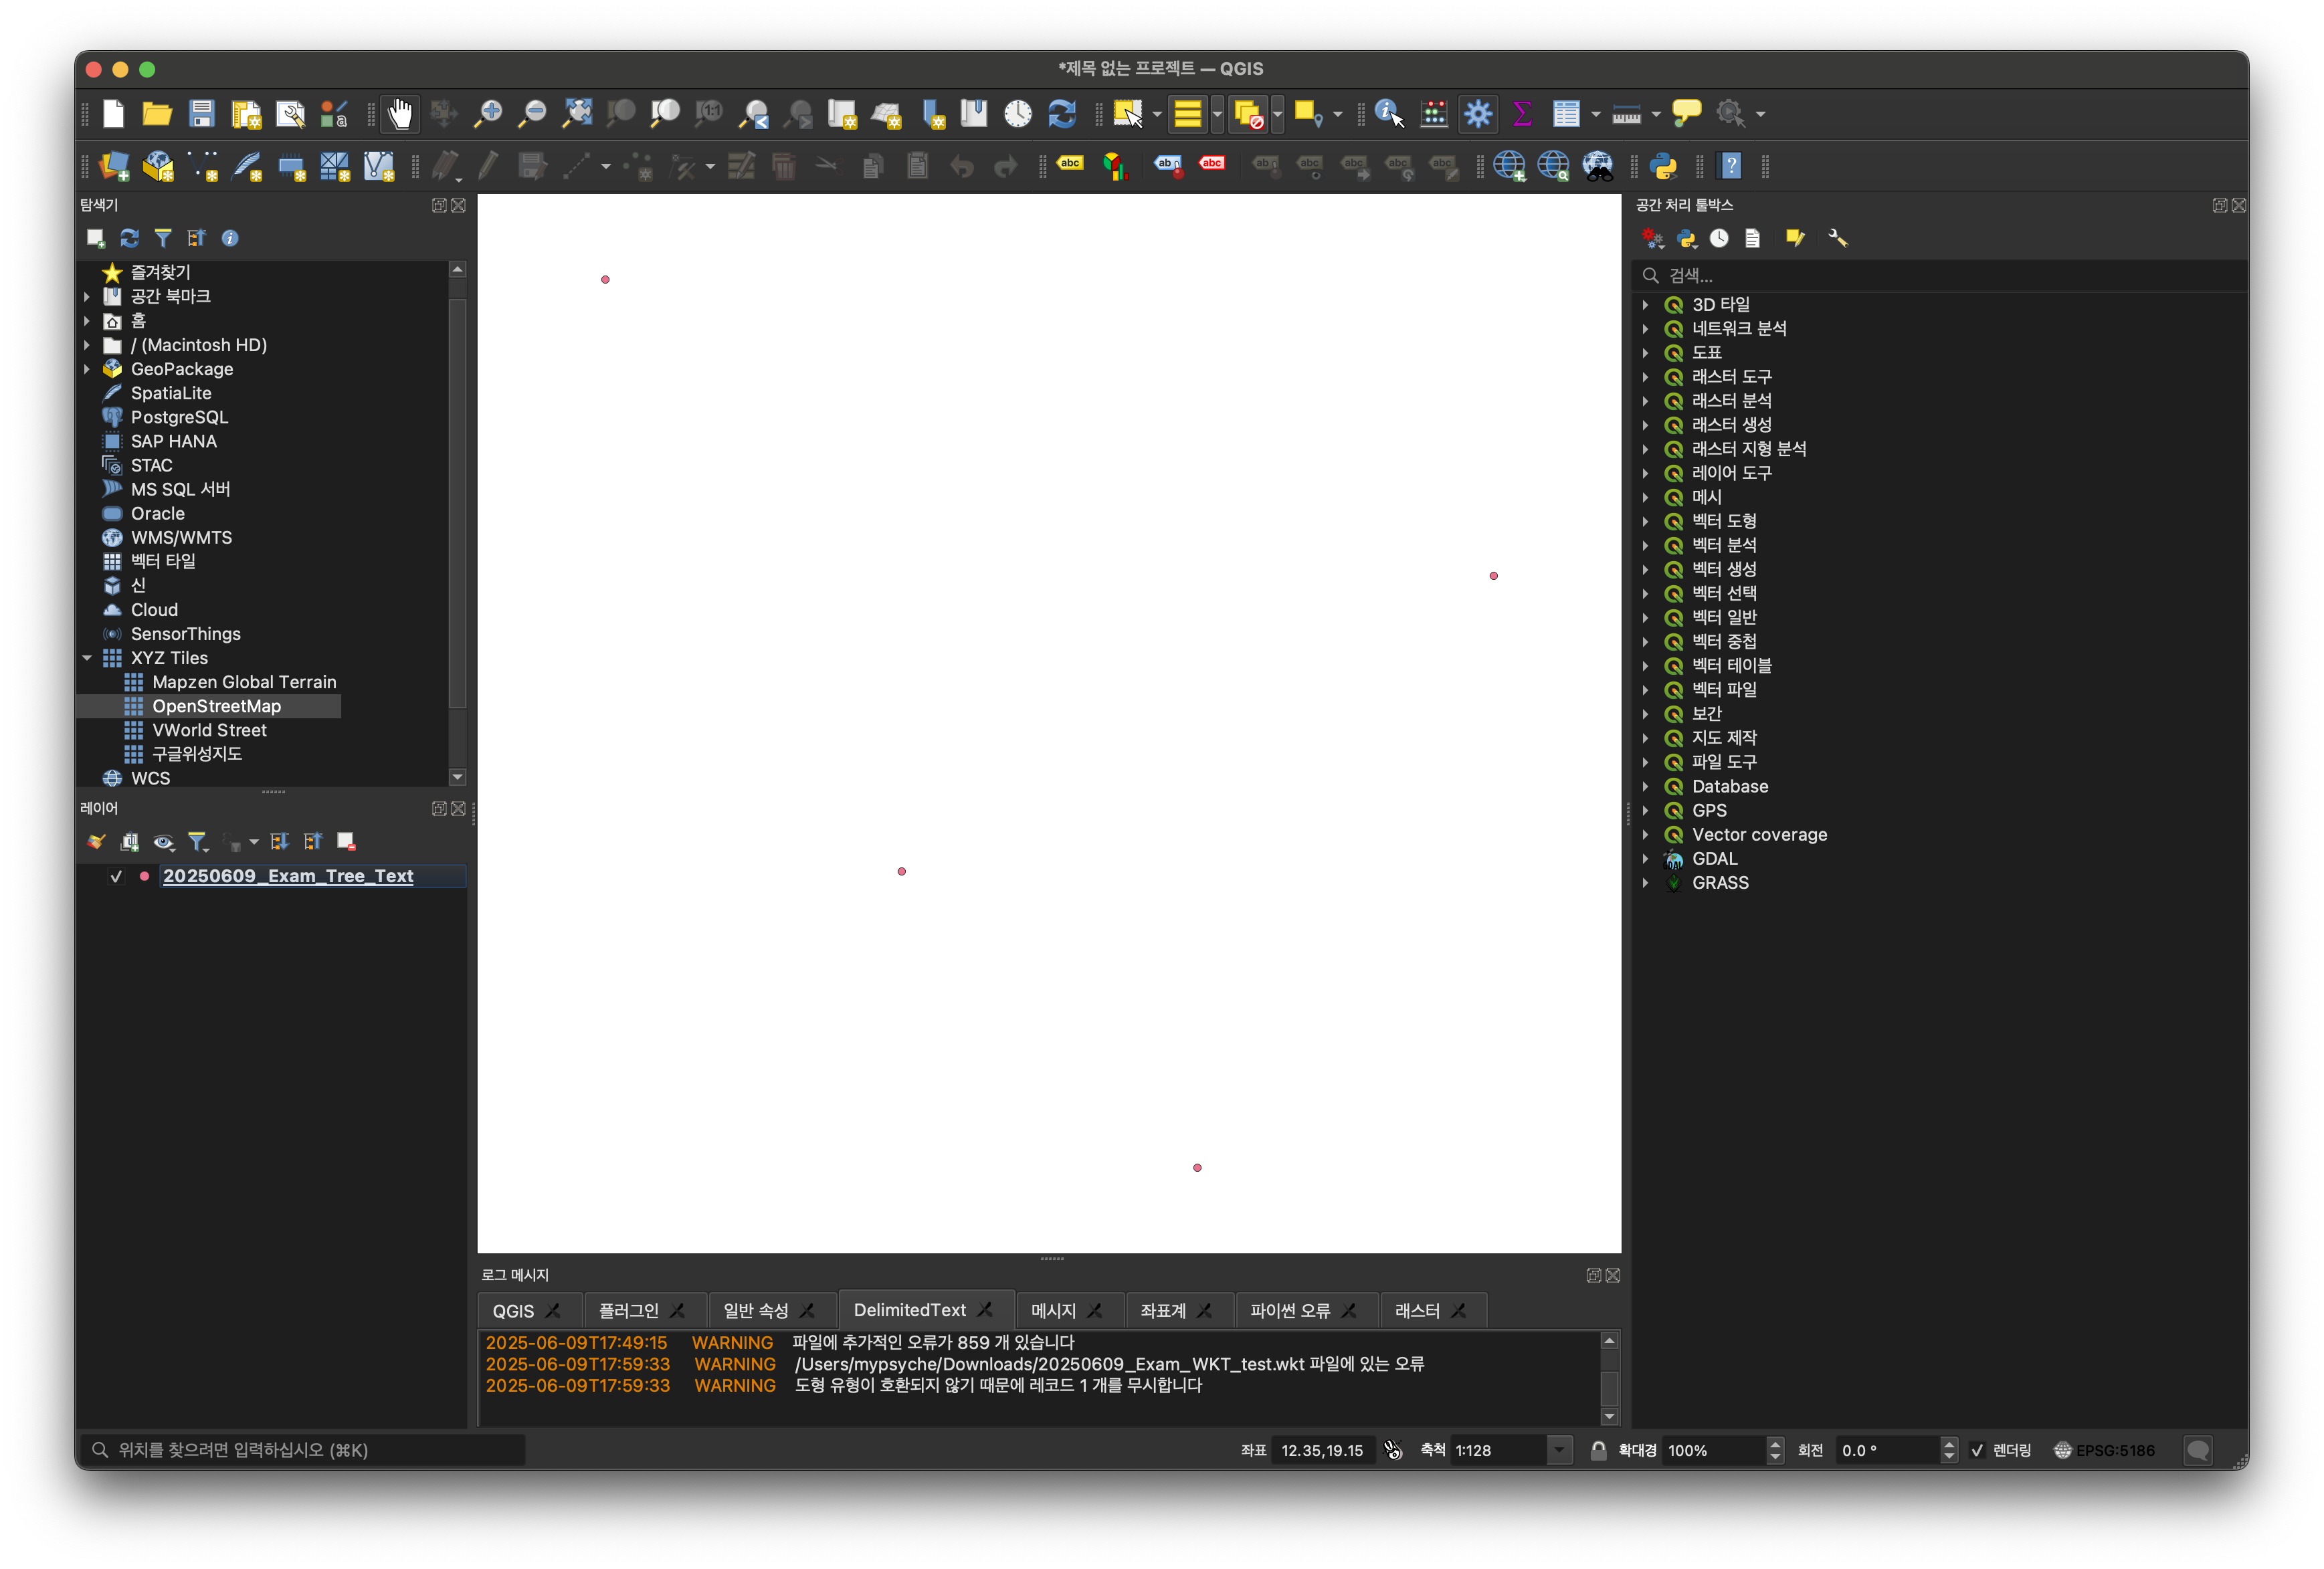 *제목 없는 프로젝트 — QGIS
탐색기
즐겨찾기
공간 북마크
홈
/ (Macintosh HD)
GeoPackage
SpatiaLite
PostgreSQL
SAP HANA
STAC
MS SQL 서버
Oracle
WMS/WMTS
벡터 타일
신
Cloud
SensorThings
XYZ Tiles
Mapzen Global Terrain
OpenStreetMap
VWorld Street
구글위성지도
WCS
레이어
20250609_Exam_Tree_Text
로그 메시지
QGIS
플러그인
일반 속성
DelimitedText
메시지
좌표계
파이썬 오류
래스터
2025-06-09T17:49:15 WARNING 파일에 추가적인 오류가 859 개 있습니다
2025-06-09T17:59:33 WARNING /Users/mypsyche/Downloads/20250609_Exam_WKT_test.wkt 파일에 있는 오류
2025-06-09T17:59:33 WARNING 도형 유형이 호환되지 않기 때문에 레코드 1 개를 무시합니다
공간 처리 툴박스
검색...
3D 타일
네트워크 분석
도표
래스터 도구
래스터 분석
래스터 생성
래스터 지형 분석
레이어 도구
메시
벡터 도형
벡터 분석
벡터 생성
벡터 선택
벡터 일반
벡터 중첩
벡터 테이블
벡터 파일
보간
지도 제작
파일 도구
Database
GPS
Vector coverage
GDAL
GRASS
위치를 찾으려면 입력하십시오 (⌘K)
좌표 12.35,19.15
축척 1:128
확대경 100%
회전 0.0 °
렌더링
EPSG:5186